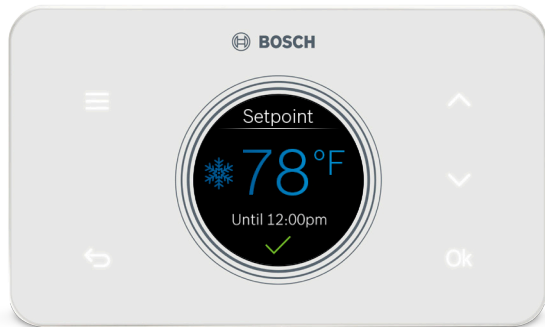 BOSCH
Setpoint
78°F
Until 12:00pm
Ok